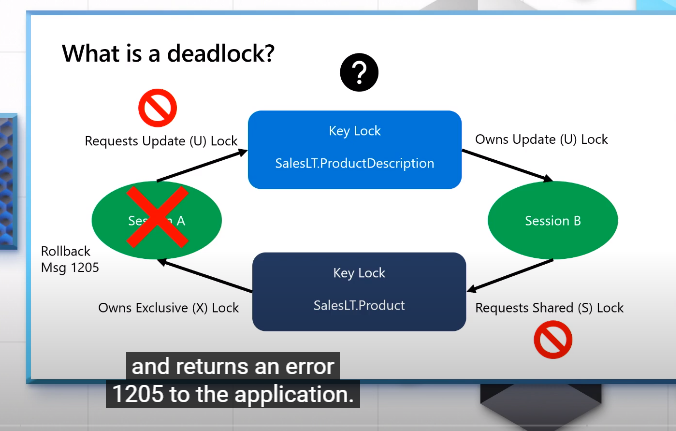 What is a deadlock?
?
Requests Update (U) Lock
Key Lock
SalesLT.ProductDescription
Owns Update (U) Lock
A
Session B
Rollback
Msg 1205
Key Lock
SalesLT.Product
Owns Exclusive (X) Lock
Requests Shared (S) Lock
and returns an error
1205 to the application.